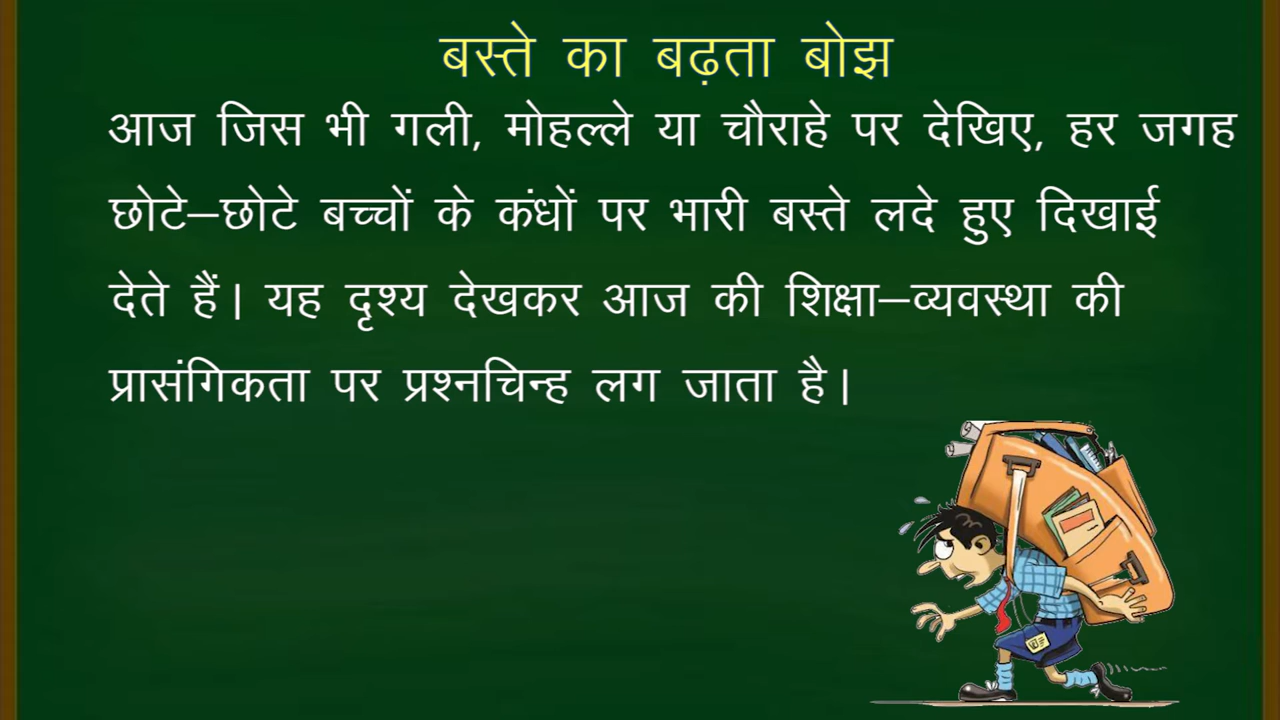 बस्ते का बढ़ता बोझ
आज जिस भी गली, मोहल्ले या चौराहे पर देखिए, हर जगह
छोटे–छोटे बच्चों के कंधों पर भारी बस्ते लदे हुए दिखाई
देते हैं। यह दृश्य देखकर आज की शिक्षा–व्यवस्था की
प्रासंगिकता पर प्रश्नचिन्ह लग जाता है।